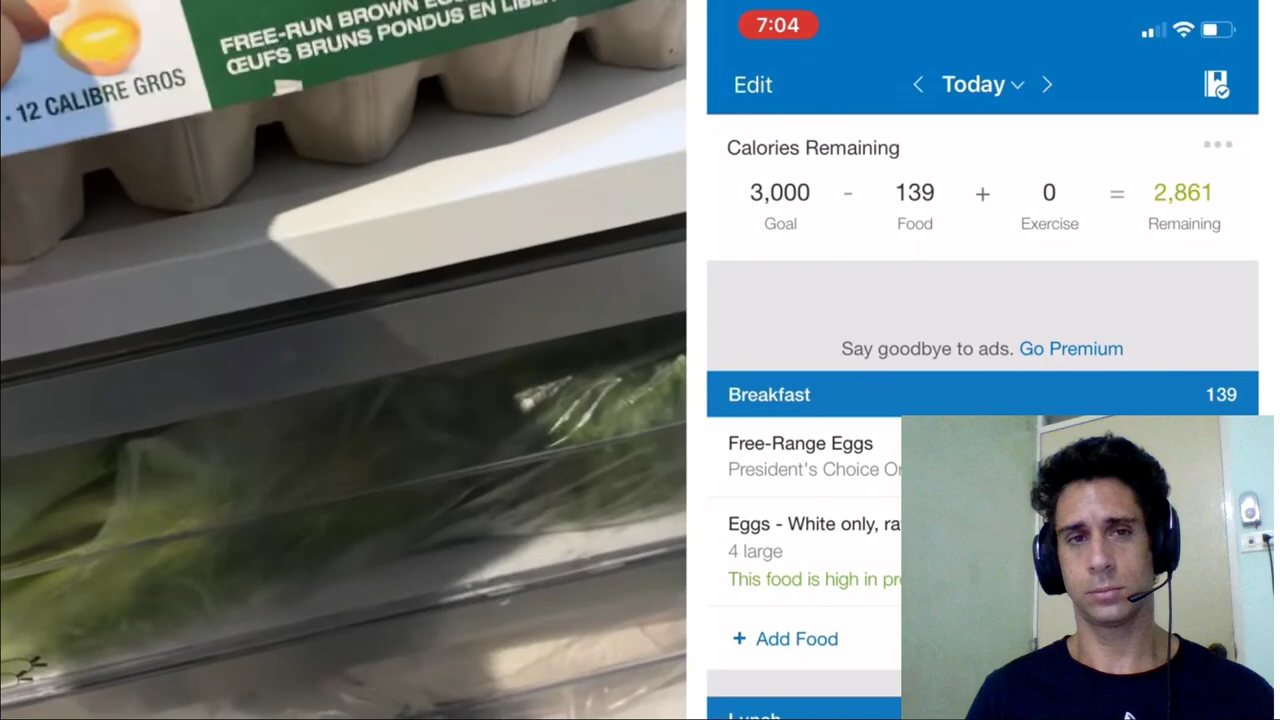 FREE-RUN BROWN
ŒUFS BRUNS PONDUS EN
• 12 CALIBRE GROS
7:04
Edit
Today
Calories Remaining
3,000 - 139 + 0 = 2,861
Goal Food Exercise Remaining
Say goodbye to ads. Go Premium
Breakfast 139
Free-Range Eggs
President's Choice
Eggs - White only,
4 large
This food is high in
+ Add Food
Lunch